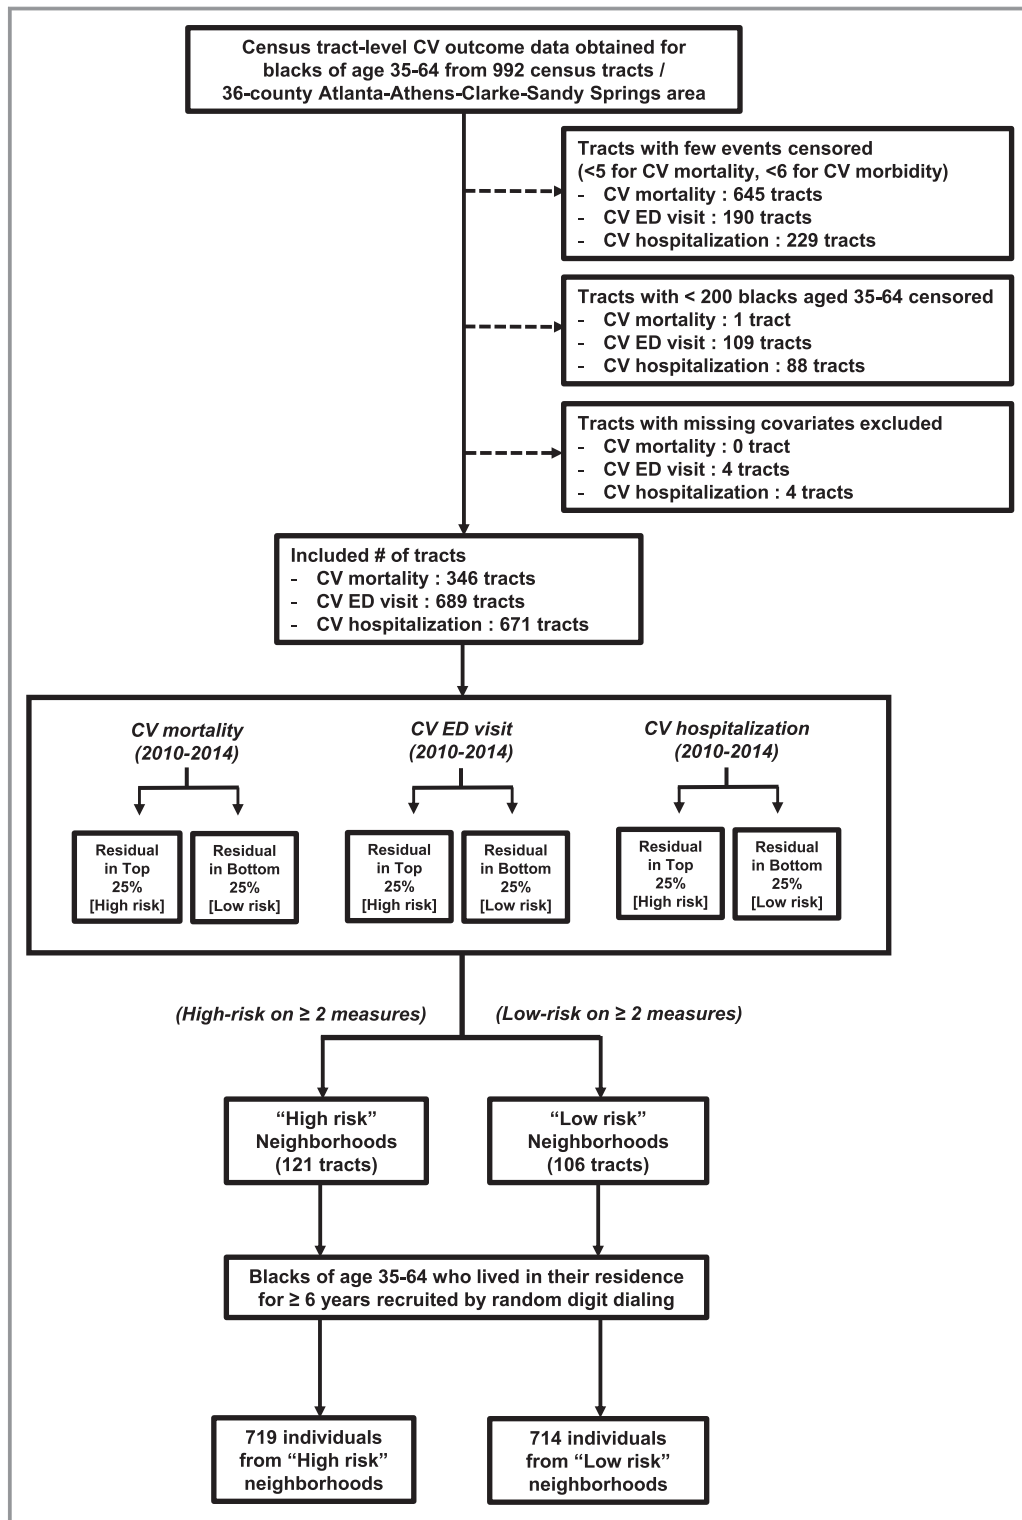 Census tract-level CV outcome data obtained for
blacks of age 35-64 from 992 census tracts /
36-county Atlanta-Athens-Clarke-Sandy Springs area
Tracts with few events censored
(<5 for CV mortality, <6 for CV morbidity)
- CV mortality : 645 tracts
- CV ED visit : 190 tracts
- CV hospitalization : 229 tracts
Tracts with < 200 blacks aged 35-64 censored
- CV mortality : 1 tract
- CV ED visit : 109 tracts
- CV hospitalization : 88 tracts
Tracts with missing covariates excluded
- CV mortality : 0 tract
- CV ED visit : 4 tracts
- CV hospitalization : 4 tracts
Included # of tracts
- CV mortality : 346 tracts
- CV ED visit : 689 tracts
- CV hospitalization : 671 tracts
CV mortality
(2010-2014)
Residual
in Top
25%
[High risk]
Residual
in Bottom
25%
[Low risk]
CV ED visit
(2010-2014)
Residual
in Top
25%
[High risk]
Residual
in Bottom
25%
[Low risk]
CV hospitalization
(2010-2014)
Residual
in Top
25%
[High risk]
Residual
in Bottom
25%
[Low risk]
(High-risk on ≥ 2 measures)
(Low-risk on ≥ 2 measures)
“High risk”
Neighborhoods
(121 tracts)
“Low risk”
Neighborhoods
(106 tracts)
Blacks of age 35-64 who lived in their residence
for ≥ 6 years recruited by random digit dialing
719 individuals
from “High risk”
neighborhoods
714 individuals
from “Low risk”
neighborhoods